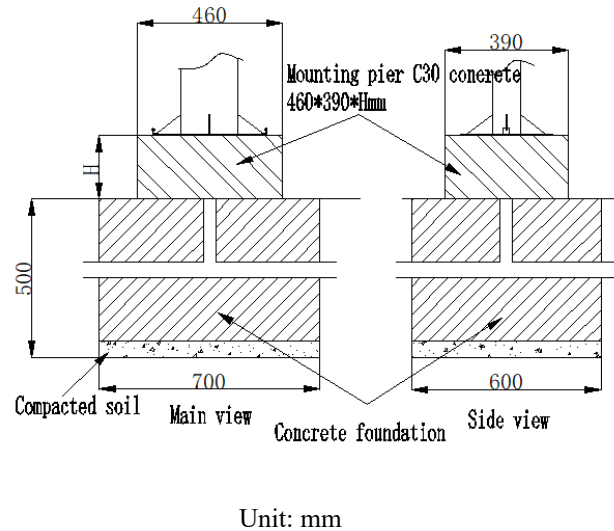 460
390
Mounting pier C30 concrete
460*390*Hmm
H
500
700
600
Compacted soil
Main view
Concrete foundation
Side view
Unit: mm